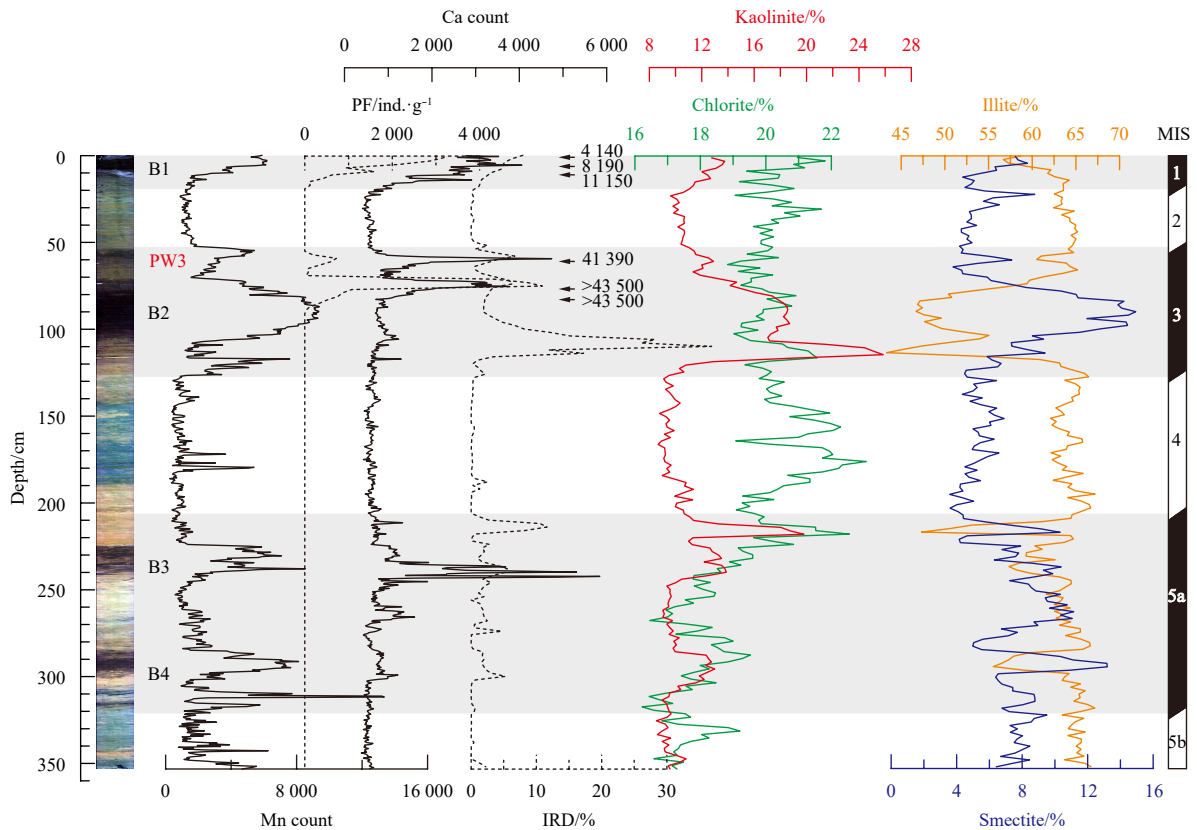 Ca count
Kaolinite/%
0 2 000 4 000 6 000
8 12 16 20 24 28
PF/ind.·g⁻¹
Chlorite/%
Illite/%
0 2 000 4 000
16 18 20 22
45 50 55 60 65 70
MIS
Depth/cm
0
50
100
150
200
250
300
350
B1
PW3
B2
B3
B4
4 140
8 190
11 150
41 390
>43 500
>43 500
1
2
3
4
5a
5b
0 8 000 16 000
0 10 20 30
0 4 8 12 16
Mn count
IRD/%
Smectite/%